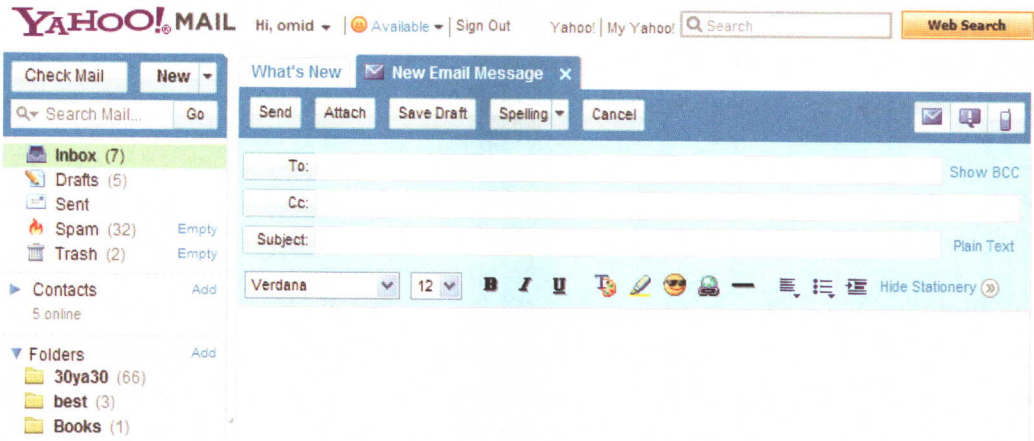 YAHOO!® MAIL Hi, omid Available Sign Out Yahoo! My Yahoo! Search Web Search
Check Mail New What's New New Email Message ×
Search Mail... Go Send Attach Save Draft Spelling Cancel
Inbox (7)
Drafts (5)
Sent
Spam (32) Empty
Trash (2) Empty
Contacts Add
5 online
Folders Add
30ya30 (66)
best (3)
Books (1)
To: Show BCC
Cc:
Subject: Plain Text
Verdana 12 B I U T Hide Stationery